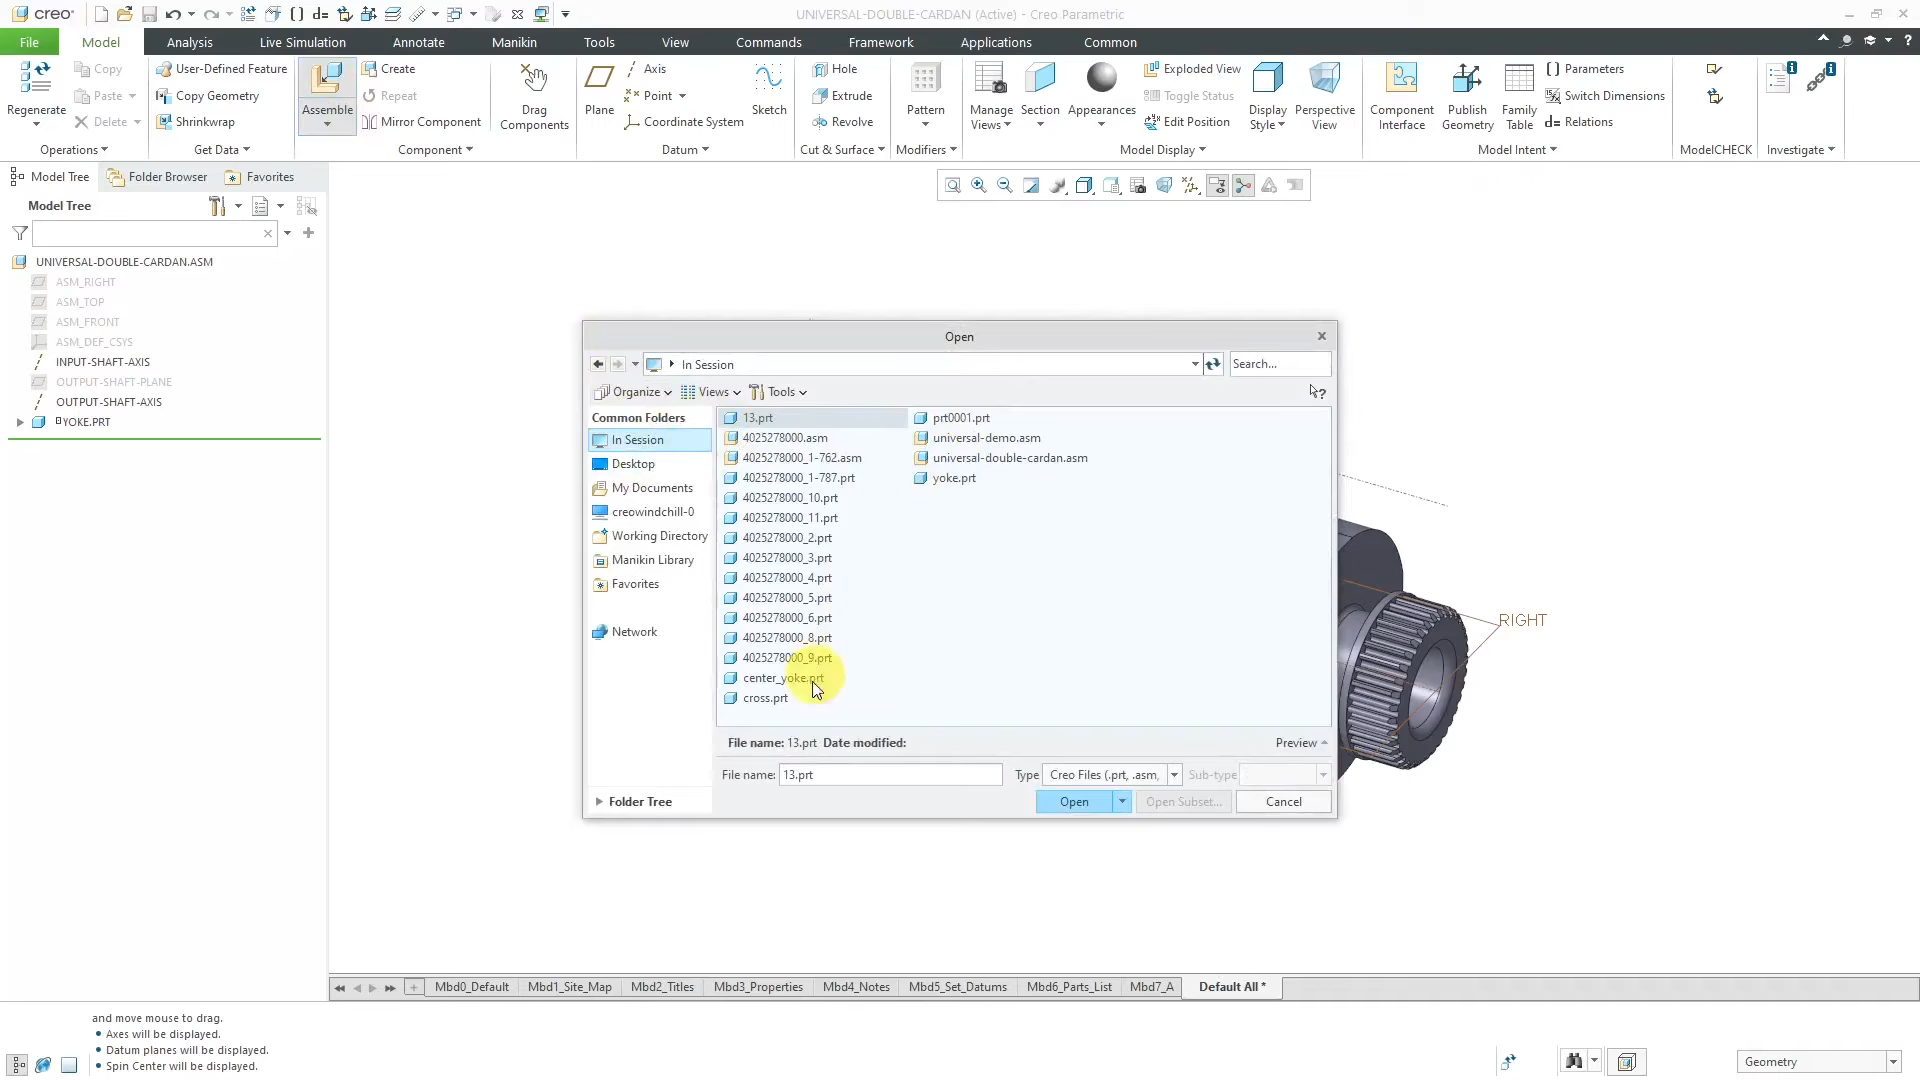 creo
UNIVERSAL-DOUBLE-CARDAN (Active) - Creo Parametric
File Model Analysis Live Simulation Annotate Manikin Tools View Commands Framework Applications Common
Regenerate
Copy
Paste
Delete
Operations
User-Defined Feature
Copy Geometry
Shrinkwrap
Get Data
Assemble
Create
Repeat
Mirror Component
Drag
Components
Component
Plane
Axis
Point
Coordinate System
Sketch
Datum
Hole
Extrude
Revolve
Cut & Surface
Pattern
Modifiers
Manage
Views
Section
Appearances
Exploded View
Toggle Status
Edit Position
Display
Style
Perspective
View
Model Display
Component
Interface
Publish
Geometry
Family
Table
Parameters
Switch Dimensions
d= Relations
Model Intent
ModelCHECK
Investigate
Model Tree Folder Browser Favorites
Model Tree
UNIVERSAL-DOUBLE-CARDAN.ASM
ASM_RIGHT
ASM_TOP
ASM_FRONT
ASM_DEF_CSYS
INPUT-SHAFT-AXIS
OUTPUT-SHAFT-PLANE
OUTPUT-SHAFT-AXIS
YOKE.PRT
Open
In Session
Search...
Organize Views Tools
Common Folders
In Session
Desktop
My Documents
creowindchill-0
Working Directory
Manikin Library
Favorites
Network
Folder Tree
13.prt
4025278000.asm
4025278000_1-762.asm
4025278000_1-787.prt
4025278000_10.prt
4025278000_11.prt
4025278000_2.prt
4025278000_3.prt
4025278000_4.prt
4025278000_5.prt
4025278000_6.prt
4025278000_8.prt
4025278000_9.prt
center_yoke.prt
cross.prt
prt0001.prt
universal-demo.asm
universal-double-cardan.asm
yoke.prt
File name: 13.prt Date modified:
Preview
File name: 13.prt
Type Creo Files (.prt, .asm,
Sub-type
Open
Open Subset...
Cancel
RIGHT
Mbd0_Default Mbd1_Site_Map Mbd2_Titles Mbd3_Properties Mbd4_Notes Mbd5_Set_Datums Mbd6_Parts_List Mbd7_A Default All *
and move mouse to drag.
• Axes will be displayed.
• Datum planes will be displayed.
• Spin Center will be displayed.
Geometry